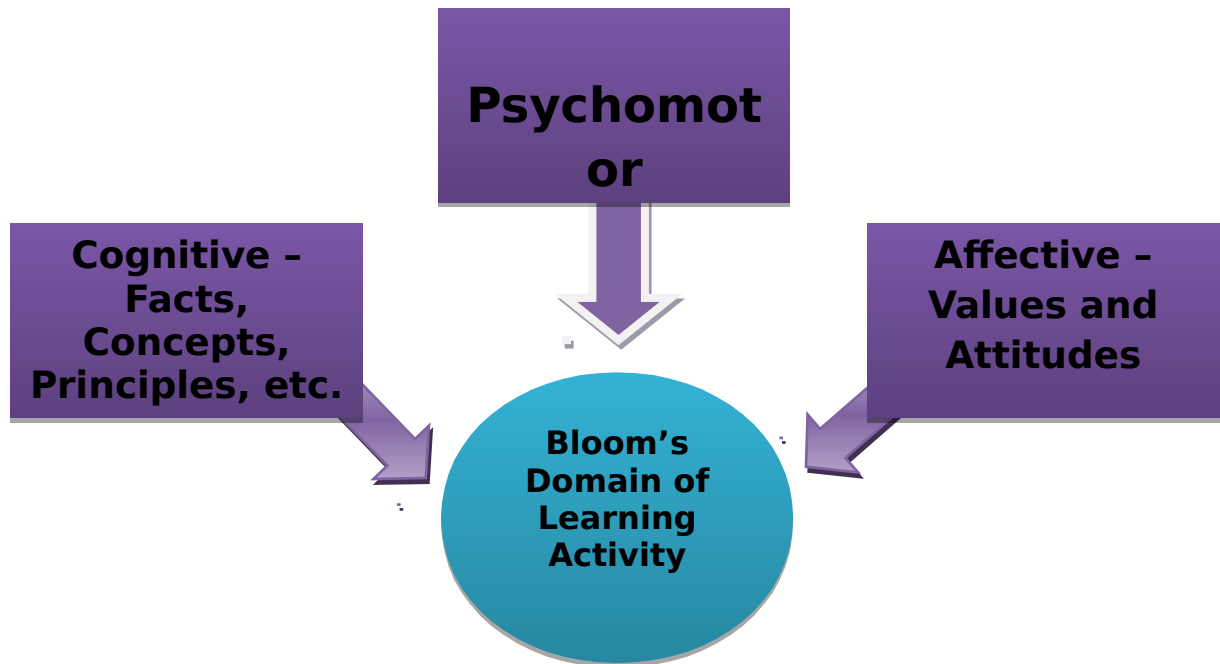 Psychomot
or
Cognitive –
Facts,
Concepts,
Principles, etc.
Affective –
Values and
Attitudes
Bloom’s
Domain of
Learning
Activity